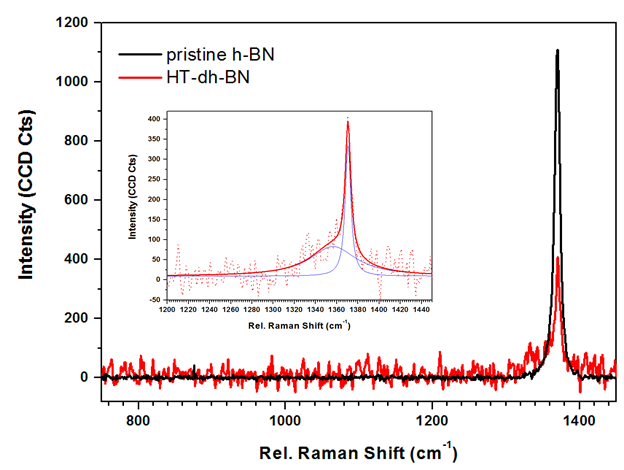 1200
1000
800
600
400
200
0
Intensity (CCD Cts)
pristine h-BN
HT-dh-BN
400
350
300
250
200
150
100
50
0
-50
Intensity (CCD Cts)
1200 1220 1240 1260 1280 1300 1320 1340 1360 1380 1400 1420 1440
Rel. Raman Shift (cm⁻¹)
800 1000 1200 1400
Rel. Raman Shift (cm⁻¹)